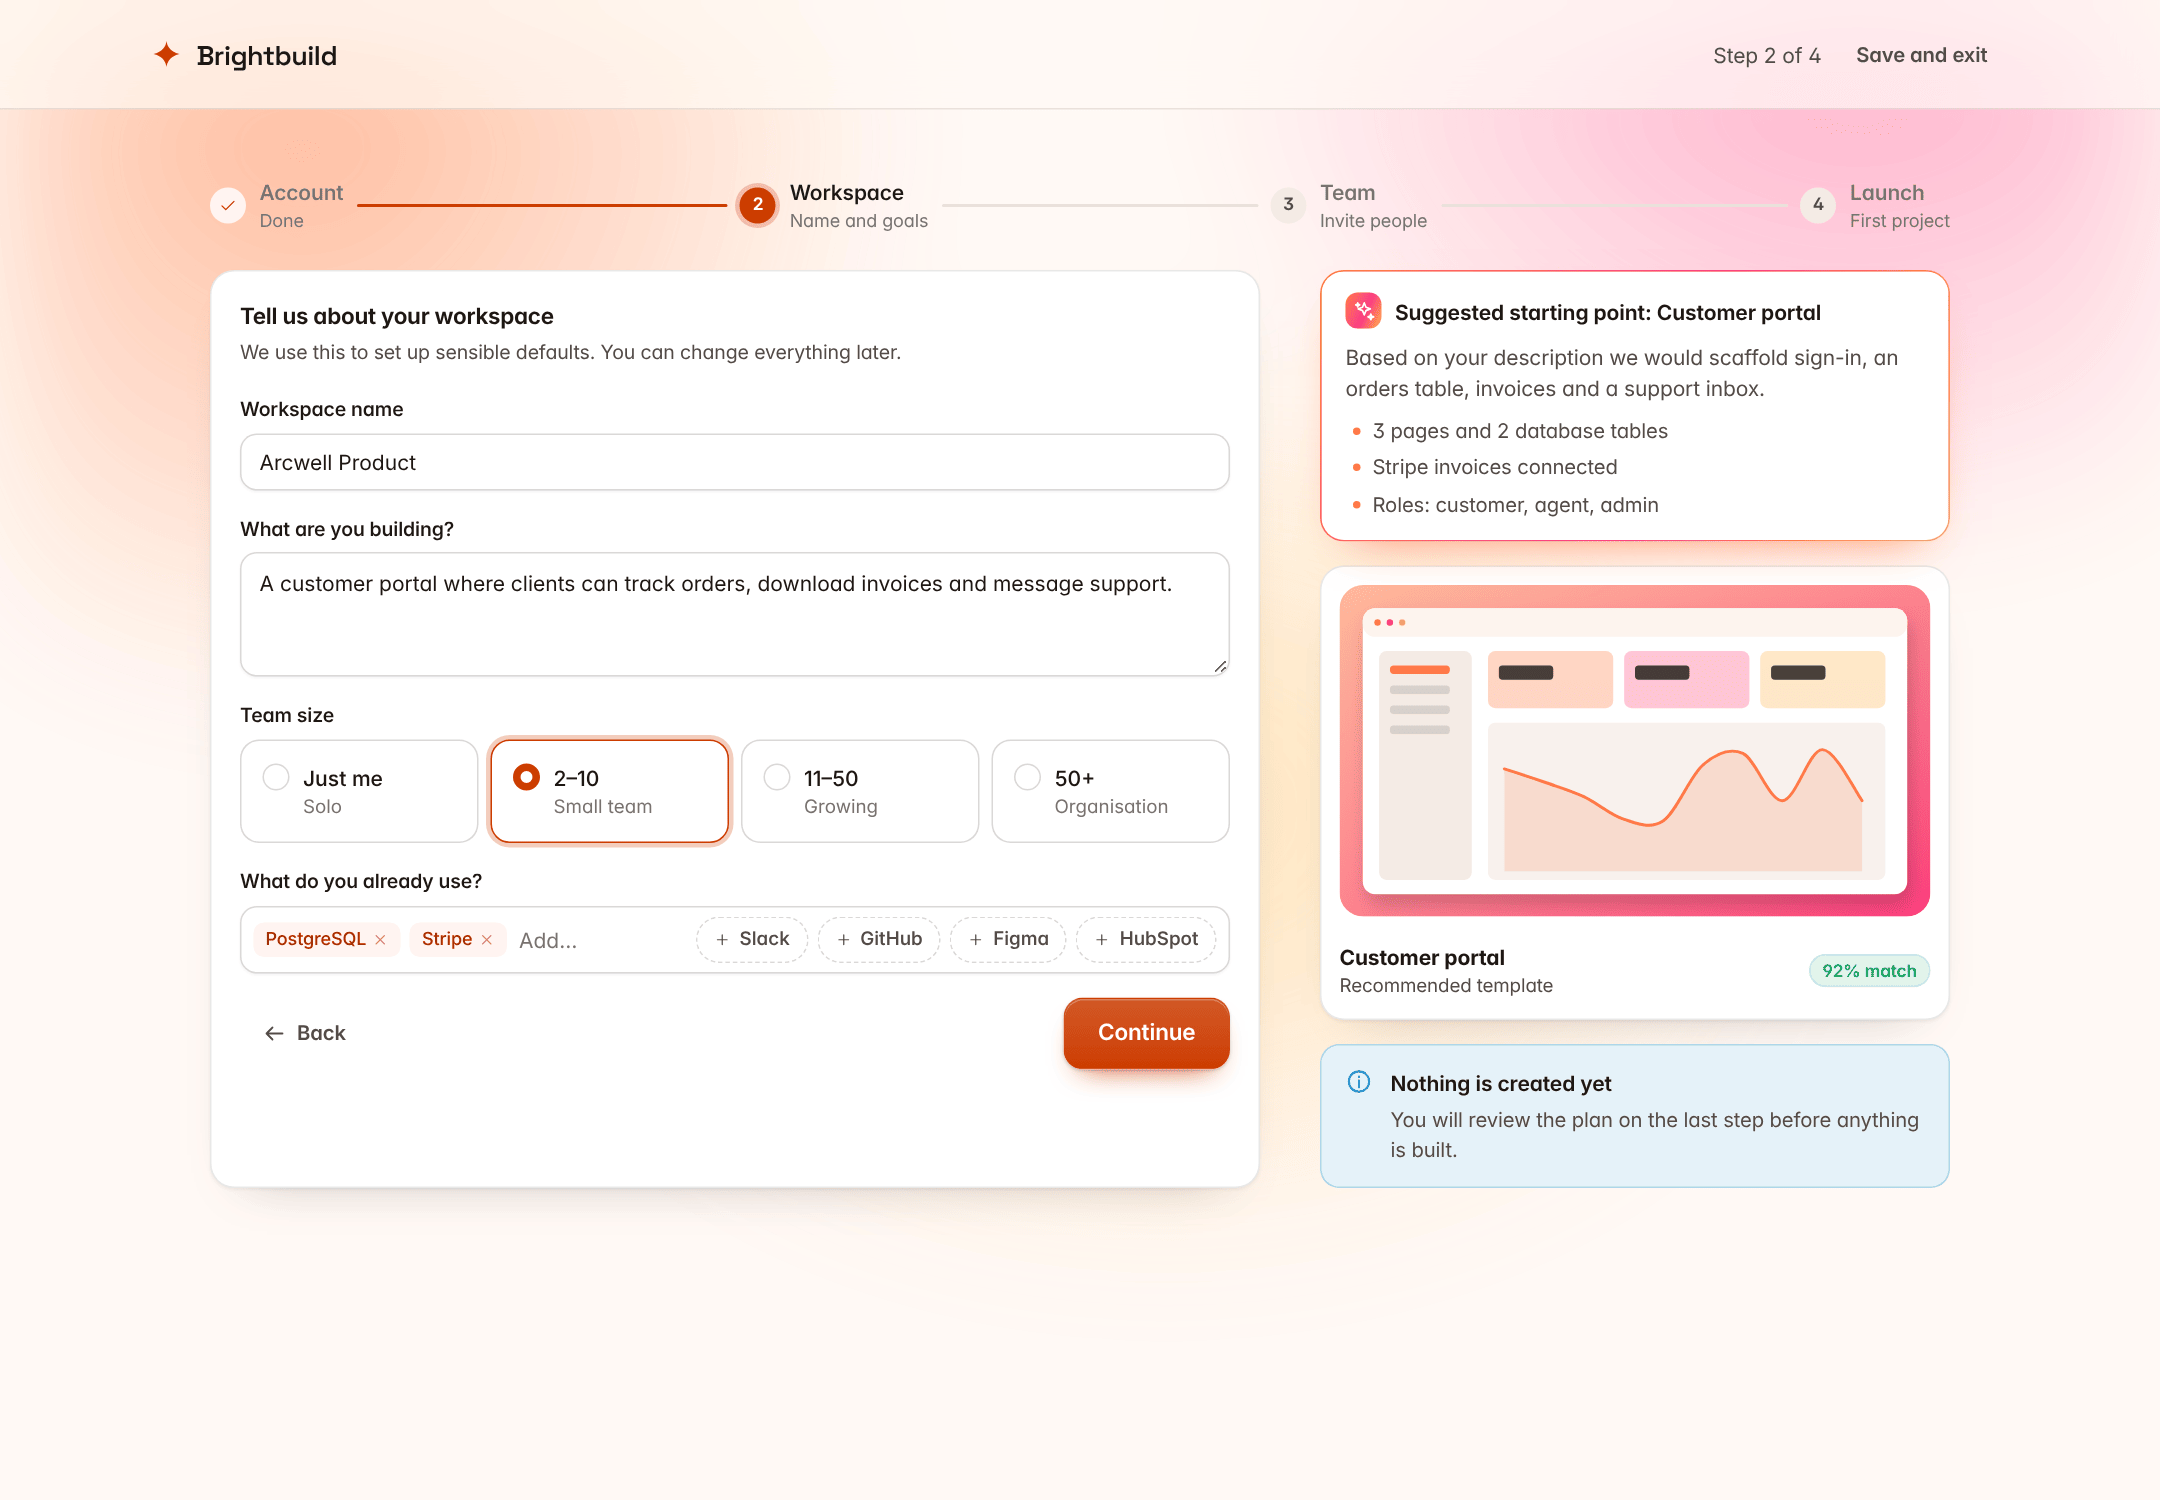 Brightbuild
Step 2 of 4
Save and exit
Account
Done
2
Workspace
Name and goals
3
Team
Invite people
4
Launch
First project
Tell us about your workspace
We use this to set up sensible defaults. You can change everything later.
Workspace name
Arcwell Product
What are you building?
A customer portal where clients can track orders, download invoices and message support.
Team size
Just me
Solo
2–10
Small team
11–50
Growing
50+
Organisation
What do you already use?
PostgreSQL
Stripe
Add...
+ Slack
+ GitHub
+ Figma
+ HubSpot
← Back
Continue
Suggested starting point: Customer portal
Based on your description we would scaffold sign-in, an
orders table, invoices and a support inbox.
• 3 pages and 2 database tables
• Stripe invoices connected
• Roles: customer, agent, admin
Customer portal
Recommended template
92% match
Nothing is created yet
You will review the plan on the last step before anything
is built.